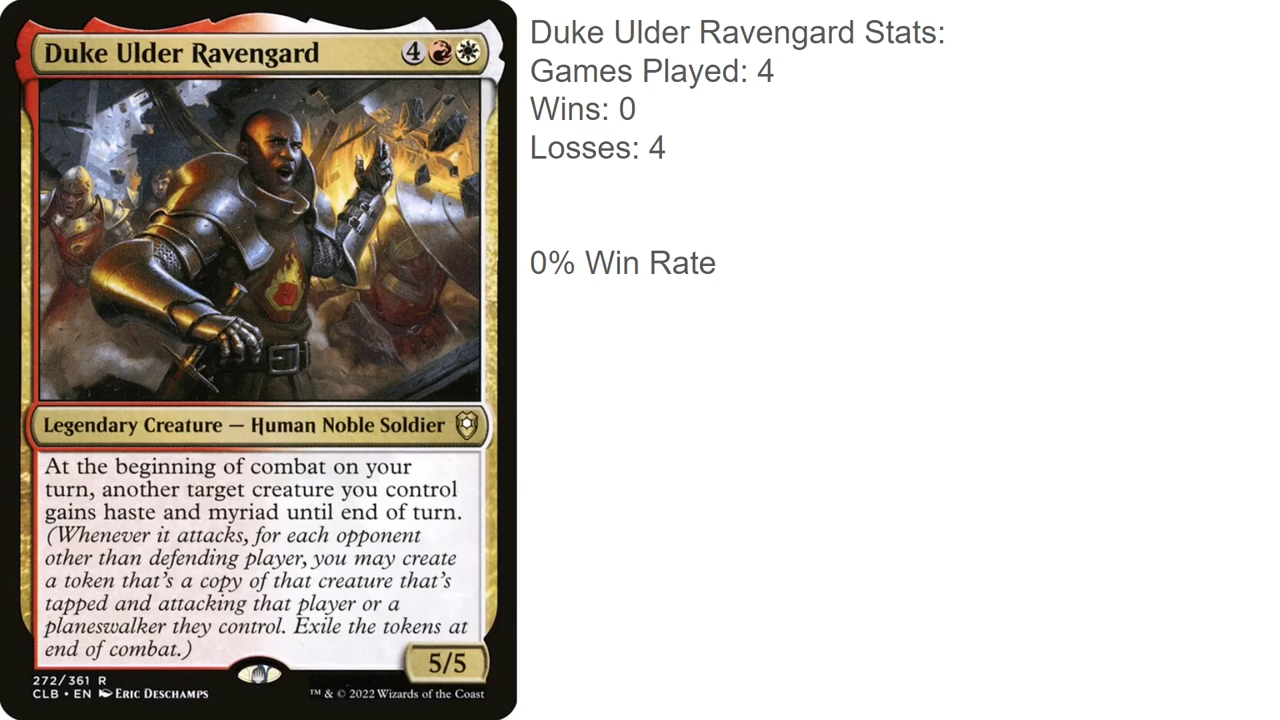 Duke Ulder Ravengard
4
Legendary Creature — Human Noble Soldier
At the beginning of combat on your
turn, another target creature you control
gains haste and myriad until end of turn.
(Whenever it attacks, for each opponent
other than defending player, you may create
a token that's a copy of that creature that's
tapped and attacking that player or a
planeswalker they control. Exile the tokens at
end of combat.)
5/5
272/361 R
CLB • EN Eric Deschamps
™ & © 2022 Wizards of the Coast
Duke Ulder Ravengard Stats:
Games Played: 4
Wins: 0
Losses: 4
0% Win Rate